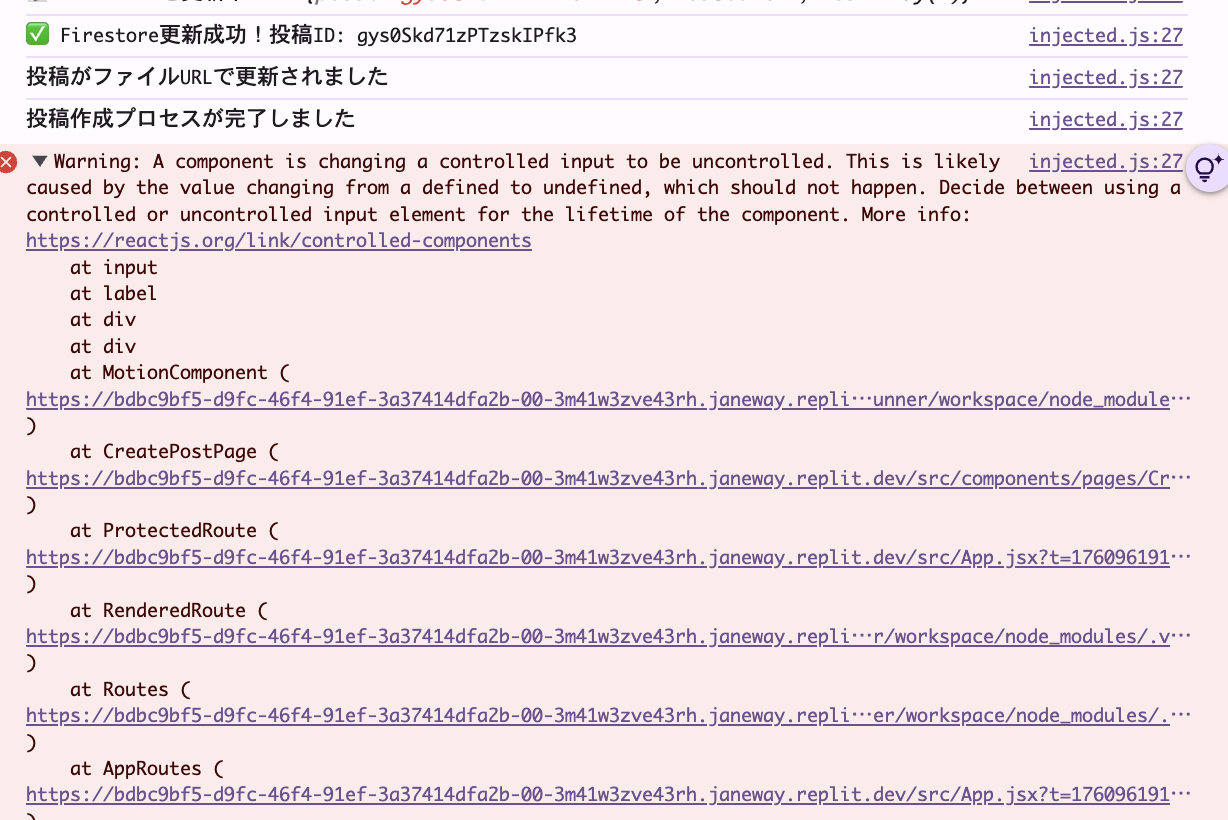 Firestore更新成功！投稿ID: gys0Skd71zPTzskIPfk3 injected.js:27
投稿がファイルURLで更新されました injected.js:27
投稿作成プロセスが完了しました injected.js:27
Warning: A component is changing a controlled input to be uncontrolled. This is likely injected.js:27
caused by the value changing from a defined to undefined, which should not happen. Decide between using a
controlled or uncontrolled input element for the lifetime of the component. More info:
https://reactjs.org/link/controlled-components
at input
at label
at div
at div
at MotionComponent (
https://bdbc9bf5-d9fc-46f4-91ef-3a37414dfa2b-00-3m41w3zve43rh.janeway.repli…unner/workspace/node_module…
)
at CreatePostPage (
https://bdbc9bf5-d9fc-46f4-91ef-3a37414dfa2b-00-3m41w3zve43rh.janeway.replit.dev/src/components/pages/Cr…
)
at ProtectedRoute (
https://bdbc9bf5-d9fc-46f4-91ef-3a37414dfa2b-00-3m41w3zve43rh.janeway.replit.dev/src/App.jsx?t=176096191…
)
at RenderedRoute (
https://bdbc9bf5-d9fc-46f4-91ef-3a37414dfa2b-00-3m41w3zve43rh.janeway.repli…r/workspace/node_modules/.v…
)
at Routes (
https://bdbc9bf5-d9fc-46f4-91ef-3a37414dfa2b-00-3m41w3zve43rh.janeway.repli…er/workspace/node_modules/.…
)
at AppRoutes (
https://bdbc9bf5-d9fc-46f4-91ef-3a37414dfa2b-00-3m41w3zve43rh.janeway.replit.dev/src/App.jsx?t=176096191…
)